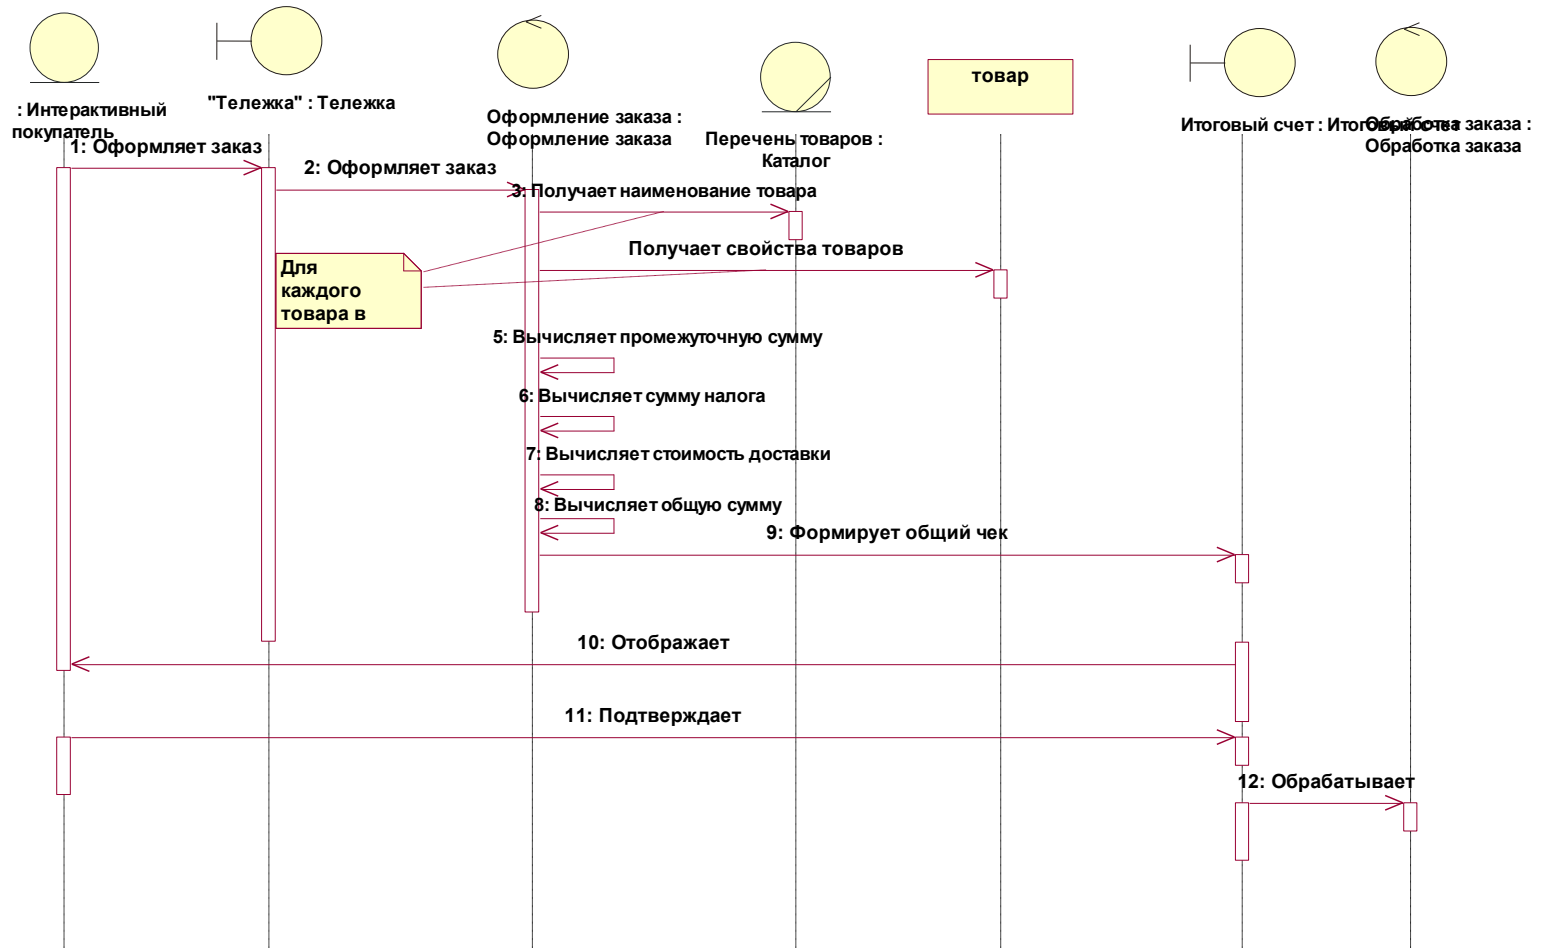 : Интерактивный
покупатель
"Тележка" : Тележка
Оформление заказа :
Оформление заказа
Перечень товаров :
Каталог
товар
Итоговый счет : Итоговый счет
Обработка заказа :
Обработка заказа
1: Оформляет заказ
2: Оформляет заказ
3: Получает наименование товара
Получает свойства товаров
Для
каждого
товара в
5: Вычисляет промежуточную сумму
6: Вычисляет сумму налога
7: Вычисляет стоимость доставки
8: Вычисляет общую сумму
9: Формирует общий чек
10: Отображает
11: Подтверждает
12: Обрабатывает